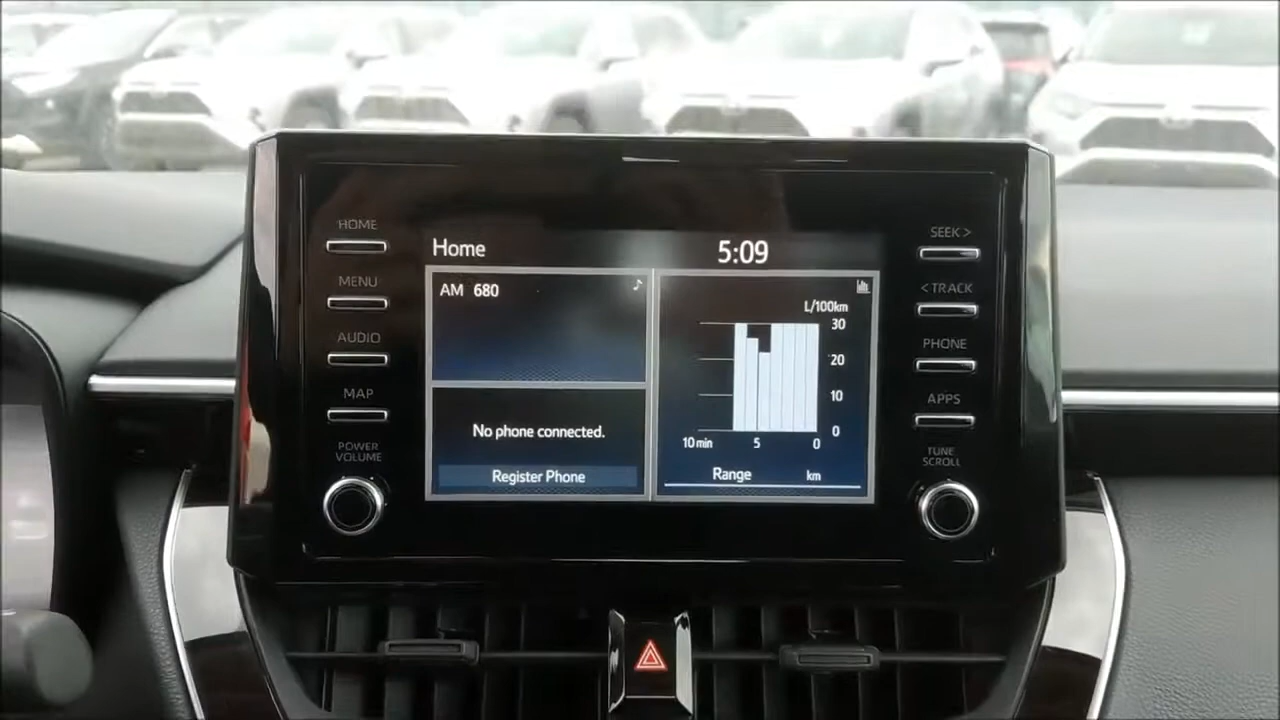 HOME
MENU
AUDIO
MAP
POWER
VOLUME
Home
5:09
AM 680
No phone connected.
Register Phone
L/100km
30
20
10
0
10 min 5 0
Range km
SEEK >
< TRACK
PHONE
APPS
TUNE
SCROLL